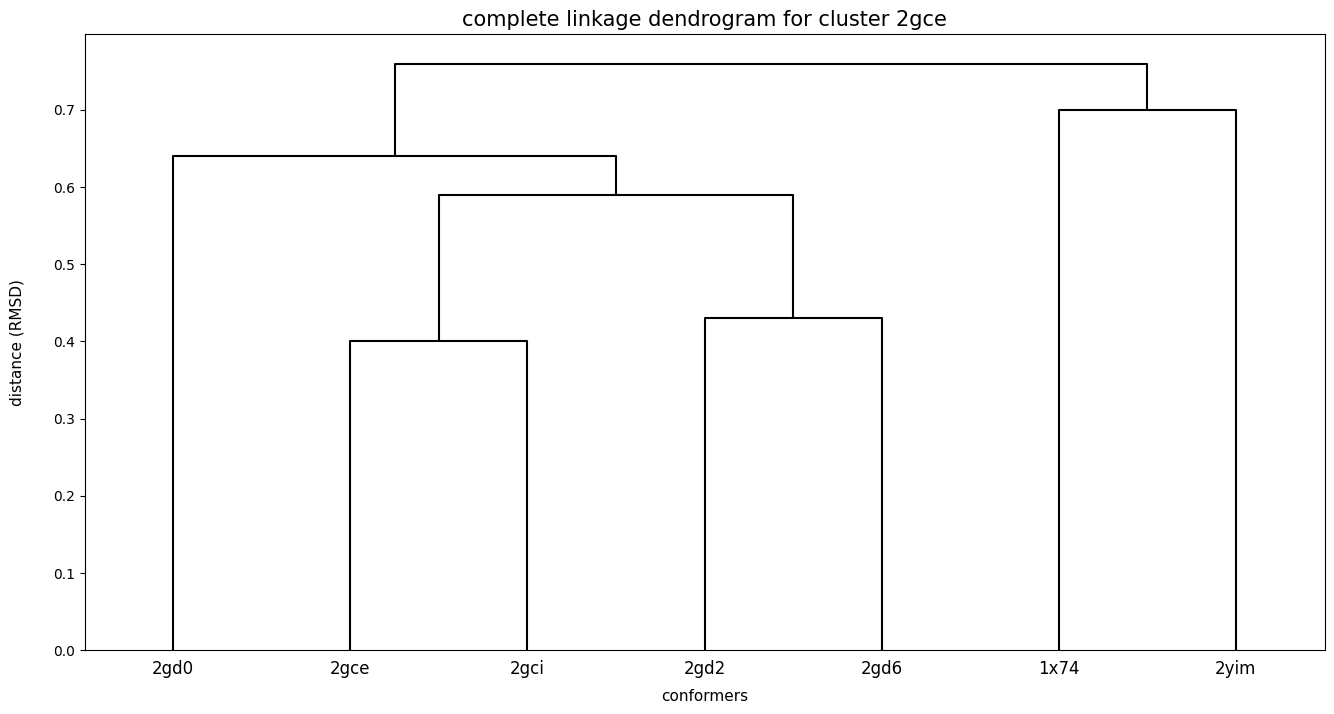 complete linkage dendrogram for cluster 2gce
0.7
0.6
0.5
0.4
0.3
0.2
0.1
0.0
distance (RMSD)
2gd0 2gce 2gci 2gd2 2gd6 1x74 2yim
conformers